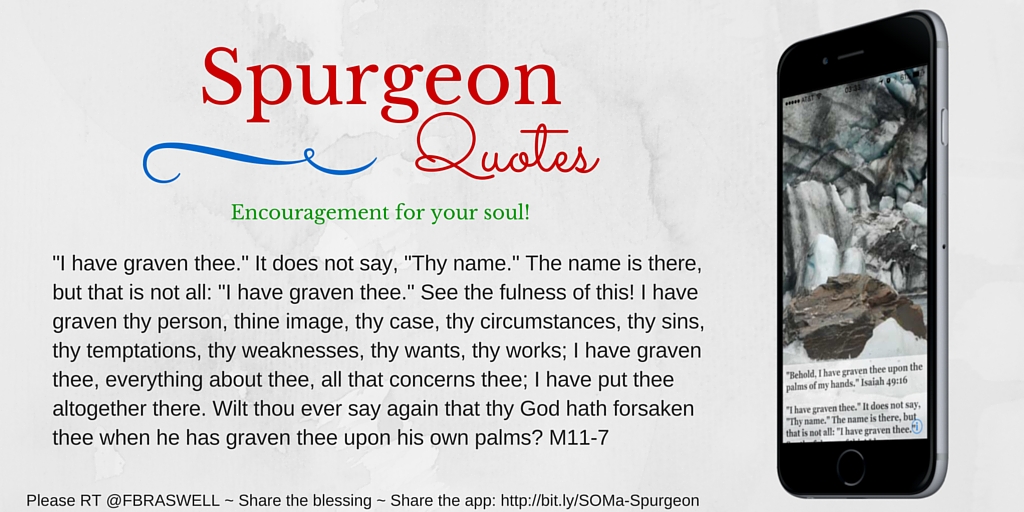 Spurgeon
Quotes
Encouragement for your soul!
"I have graven thee." It does not say, "Thy name." The name is there,
but that is not all: "I have graven thee." See the fulness of this! I have
graven thy person, thine image, thy case, thy circumstances, thy sins,
thy temptations, thy weaknesses, thy wants, thy works; I have graven
thee, everything about thee, all that concerns thee; I have put thee
altogether there. Wilt thou ever say again that thy God hath forsaken
thee when he has graven thee upon his own palms? M11-7
Please RT @FBRASWELL ~ Share the blessing ~ Share the app: http://bit.ly/SOMa-Spurgeon
AT&T
"Behold, I have graven thee upon the
palms of my hands." Isaiah 49:16
"I have graven thee." It does not say,
"Thy name." The name is there, but
that is not all: "I have graven thee."